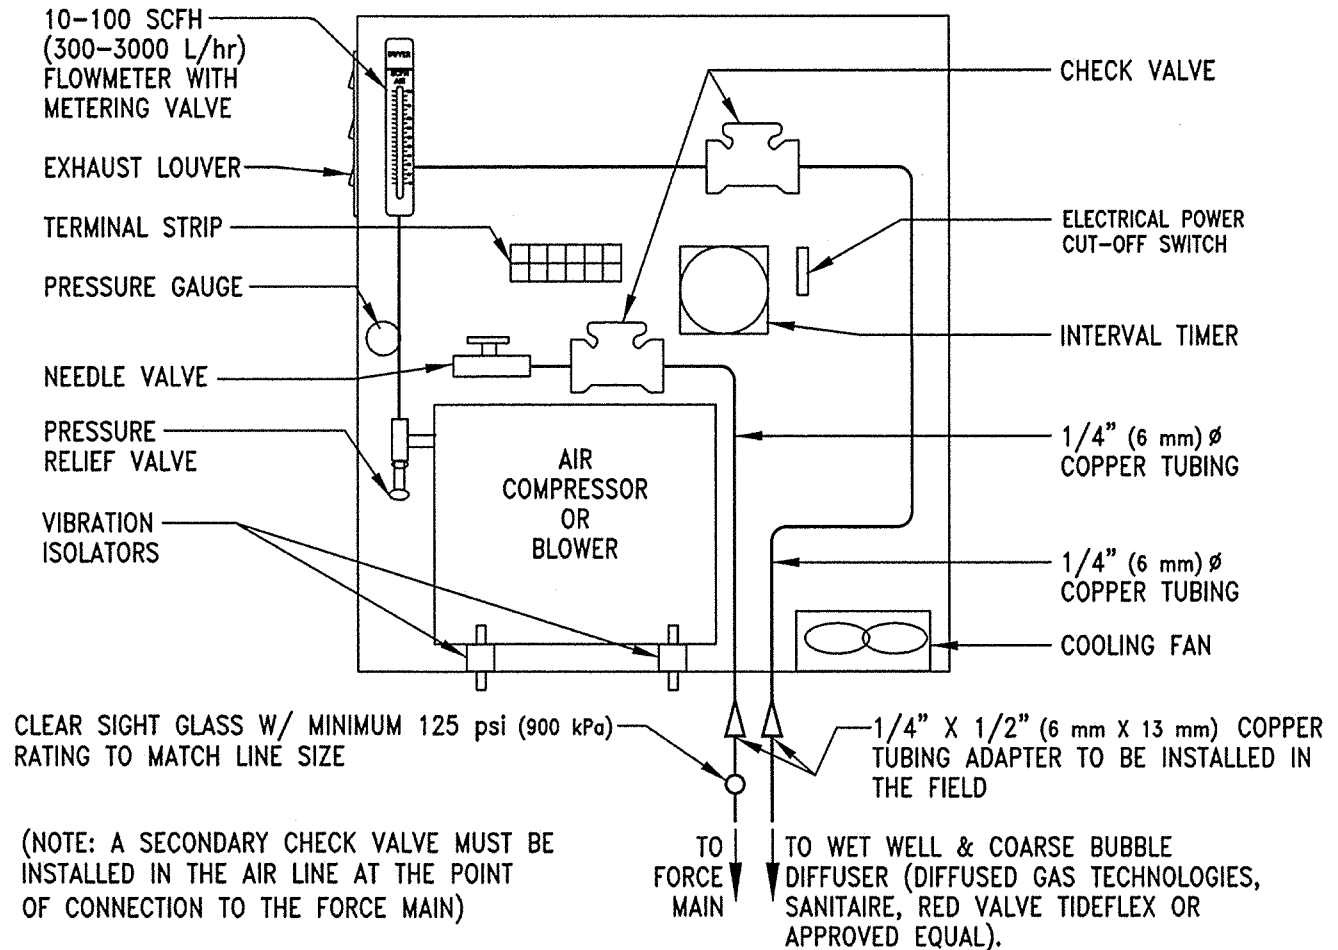 10-100 SCFH
(300-3000 L/hr)
FLOWMETER WITH
METERING VALVE
DWYER
SCFH
AIR
CHECK VALVE
EXHAUST LOUVER
TERMINAL STRIP
ELECTRICAL POWER
CUT-OFF SWITCH
PRESSURE GAUGE
INTERVAL TIMER
NEEDLE VALVE
PRESSURE
RELIEF VALVE
1/4" (6 mm) Ø
COPPER TUBING
AIR
COMPRESSOR
OR
BLOWER
VIBRATION
ISOLATORS
1/4" (6 mm) Ø
COPPER TUBING
COOLING FAN
CLEAR SIGHT GLASS W/ MINIMUM 125 psi (900 kPa)
RATING TO MATCH LINE SIZE
1/4" X 1/2" (6 mm X 13 mm) COPPER
TUBING ADAPTER TO BE INSTALLED IN
THE FIELD
(NOTE: A SECONDARY CHECK VALVE MUST BE
INSTALLED IN THE AIR LINE AT THE POINT
OF CONNECTION TO THE FORCE MAIN)
TO
FORCE
MAIN
TO WET WELL & COARSE BUBBLE
DIFFUSER (DIFFUSED GAS TECHNOLOGIES,
SANITAIRE, RED VALVE TIDEFLEX OR
APPROVED EQUAL).